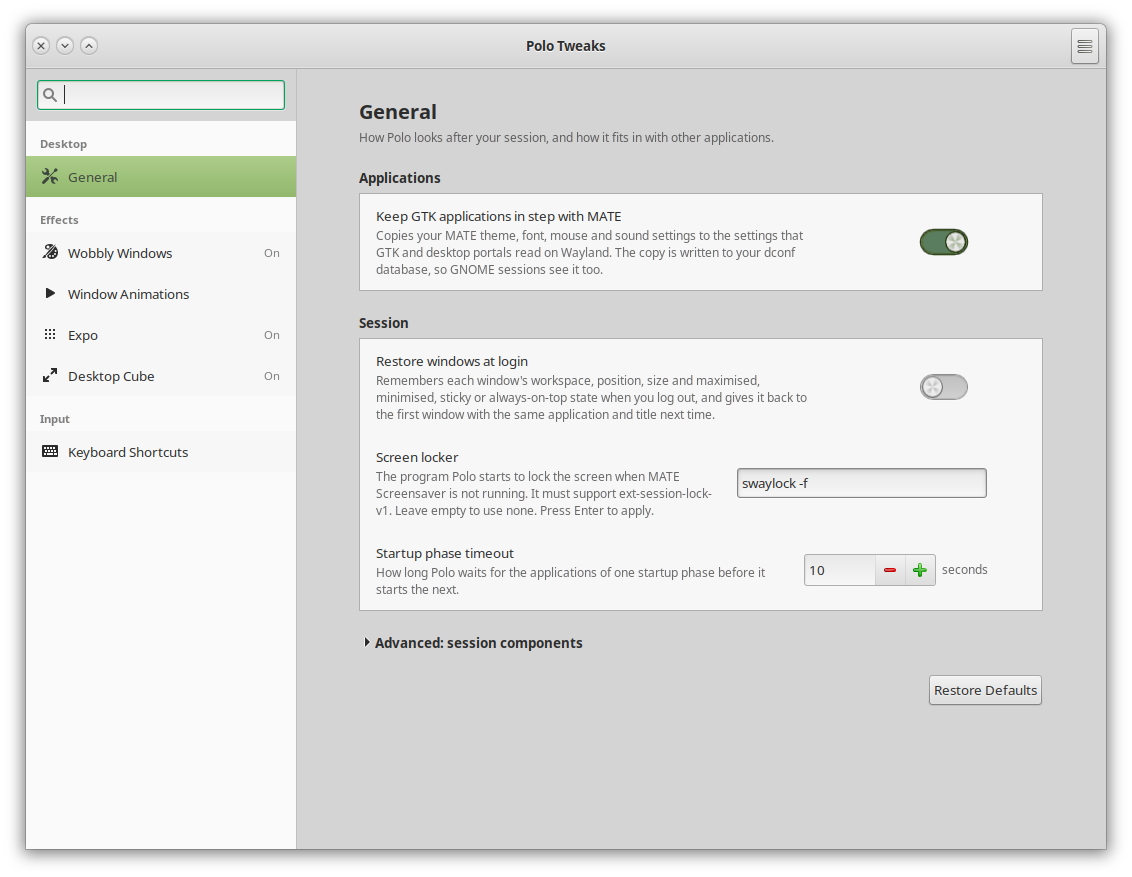 Polo Tweaks
Desktop
General
Effects
Wobbly Windows On
Window Animations
Expo On
Desktop Cube On
Input
Keyboard Shortcuts
General
How Polo looks after your session, and how it fits in with other applications.
Applications
Keep GTK applications in step with MATE
Copies your MATE theme, font, mouse and sound settings to the settings that
GTK and desktop portals read on Wayland. The copy is written to your dconf
database, so GNOME sessions see it too.
Session
Restore windows at login
Remembers each window's workspace, position, size and maximised,
minimised, sticky or always-on-top state when you log out, and gives it back to
the first window with the same application and title next time.
Screen locker
The program Polo starts to lock the screen when MATE
Screensaver is not running. It must support ext-session-lock-
v1. Leave empty to use none. Press Enter to apply.
swaylock -f
Startup phase timeout
How long Polo waits for the applications of one startup phase before it
starts the next.
10 seconds
Advanced: session components
Restore Defaults